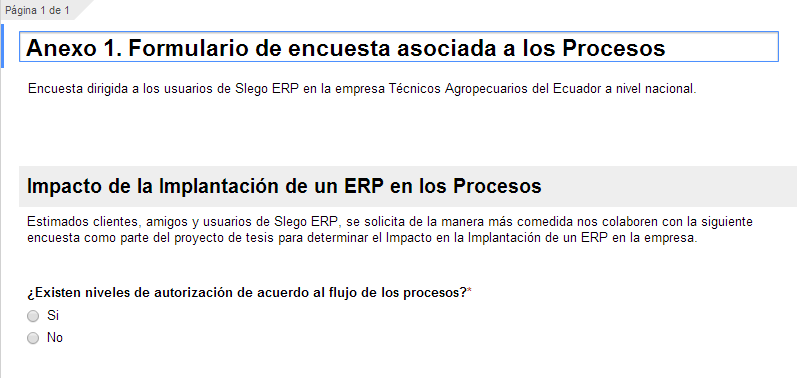 Página 1 de 1
Anexo 1. Formulario de encuesta asociada a los Procesos
Encuesta dirigida a los usuarios de Slego ERP en la empresa Técnicos Agropecuarios del Ecuador a nivel nacional.
Impacto de la Implantación de un ERP en los Procesos
Estimados clientes, amigos y usuarios de Slego ERP, se solicita de la manera más comedida nos colaboren con la siguiente
encuesta como parte del proyecto de tesis para determinar el Impacto en la Implantación de un ERP en la empresa.
¿Existen niveles de autorización de acuerdo al flujo de los procesos?*
Si
No